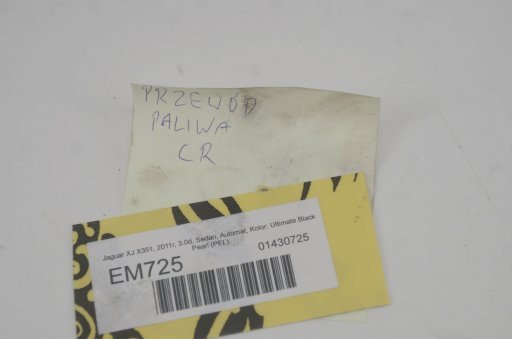 PRZEWÓD
PALIWA
CR
Jaguar XJ X351, 2011r, 3.0d, Sedan, Automat, Kolor: Ultimate Black
Pearl (PEL)
01430725
EM725